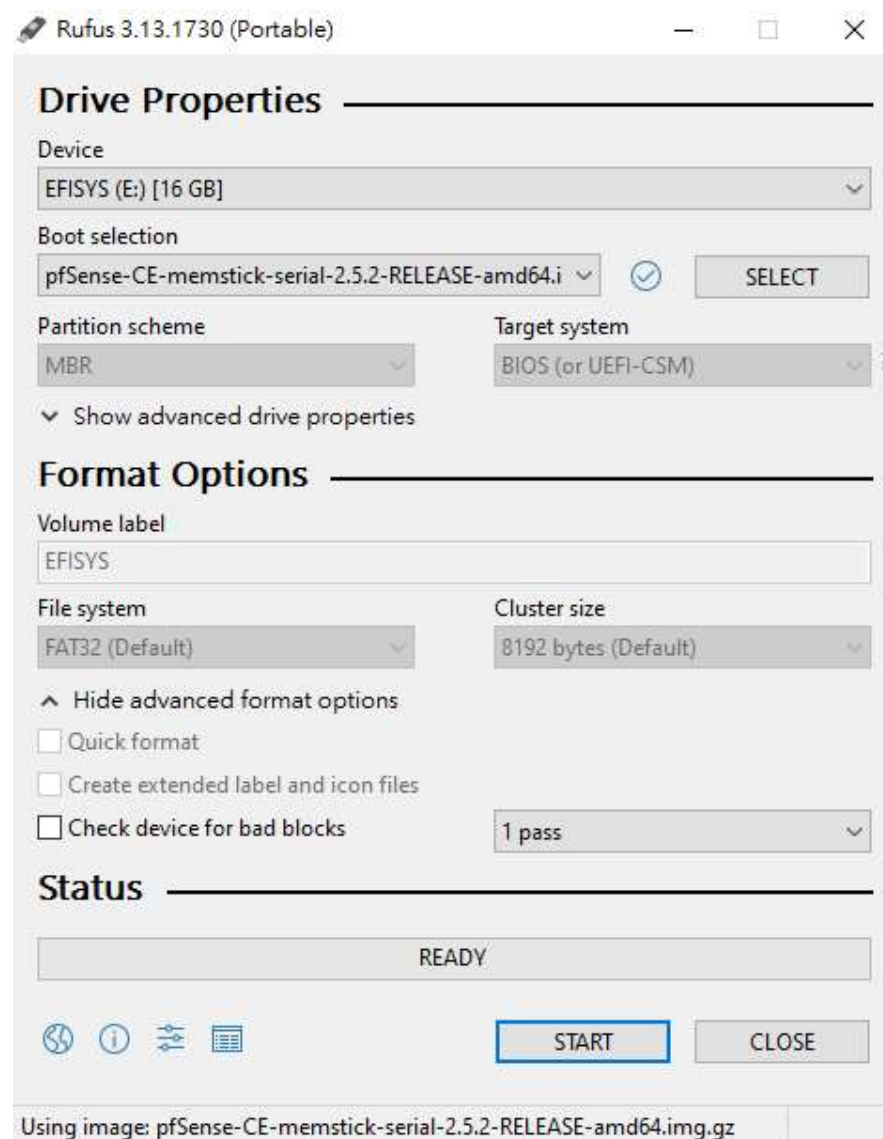 Rufus 3.13.1730 (Portable)
Drive Properties
Device
EFISYS (E:) [16 GB]
Boot selection
pfSense-CE-memstick-serial-2.5.2-RELEASE-amd64.i
SELECT
Partition scheme
Target system
MBR
BIOS (or UEFI-CSM)
Show advanced drive properties
Format Options
Volume label
EFISYS
File system
Cluster size
FAT32 (Default)
8192 bytes (Default)
Hide advanced format options
Quick format
Create extended label and icon files
Check device for bad blocks
1 pass
Status
READY
START
CLOSE
Using image: pfSense-CE-memstick-serial-2.5.2-RELEASE-amd64.img.gz